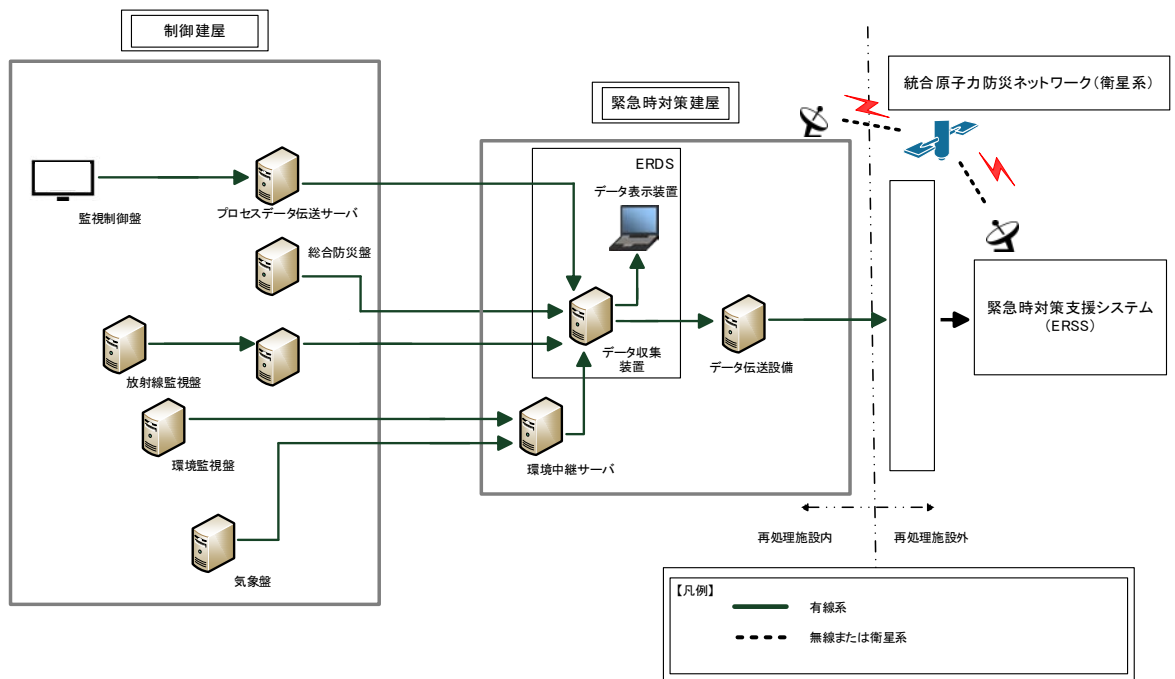 制御建屋
緊急時対策建屋
統合原子力防災ネットワーク(衛星系)
ERDS
データ表示装置
監視制御盤
プロセスデータ伝送サーバ
総合防災盤
緊急時対策支援システム
(ERSS)
データ収集
装置
データ伝送設備
放射線監視盤
環境監視盤
環境中継サーバ
気象盤
再処理施設内
再処理施設外
【凡例】
有線系
無線または衛星系